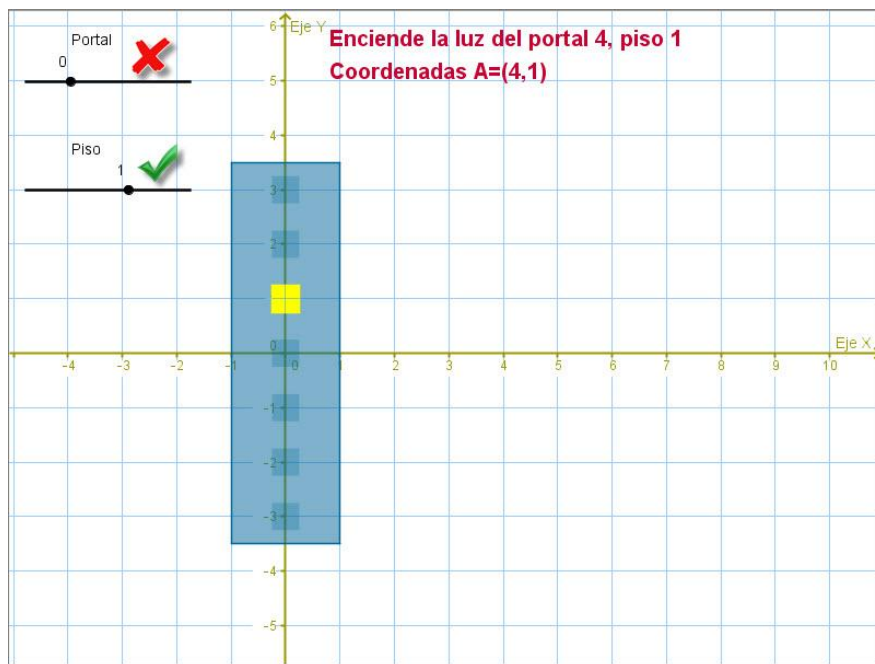 Portal
0
Piso
1
Enciende la luz del portal 4, piso 1
Coordenadas A=(4,1)
Eje Y
6
5
4
3
2
0
-1
-2
-3
-4
-5
Eje X
-4 -3 -2 -1 0 1 2 3 4 5 6 7 8 9 10